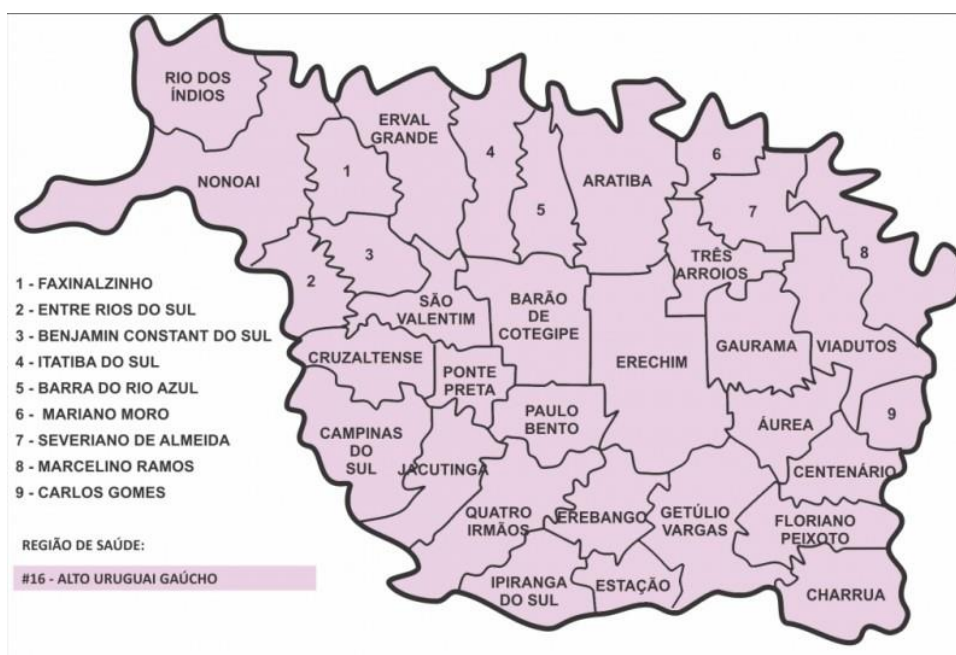 RIO DOS
ÍNDIOS
ERVAL
GRANDE
NONOAI
1
4
5
ARATIBA
6
7
8
2
3
TRÊS
ARROIOS
SÃO
VALENTIM
BARÃO
DE
COTEGIPE
ERECHIM
GAURAMA
VIADUTOS
CRUZALTENSE
PONTE
PRETA
PAULO
BENTO
ÁUREA
9
CAMPINAS
DO
SUL
JACUTINGA
CENTENÁRIO
QUATRO
IRMÃOS
EREBANGO
GETÚLIO
VARGAS
FLORIANO
PEIXOTO
IPIRANGA
DO SUL
ESTAÇÃO
CHARRUA
1 - FAXINALZINHO
2 - ENTRE RIOS DO SUL
3 - BENJAMIN CONSTANT DO SUL
4 - ITATIBA DO SUL
5 - BARRA DO RIO AZUL
6 - MARIANO MORO
7 - SEVERIANO DE ALMEIDA
8 - MARCELINO RAMOS
9 - CARLOS GOMES
REGIÃO DE SAÚDE:
#16 - ALTO URUGUAI GAÚCHO